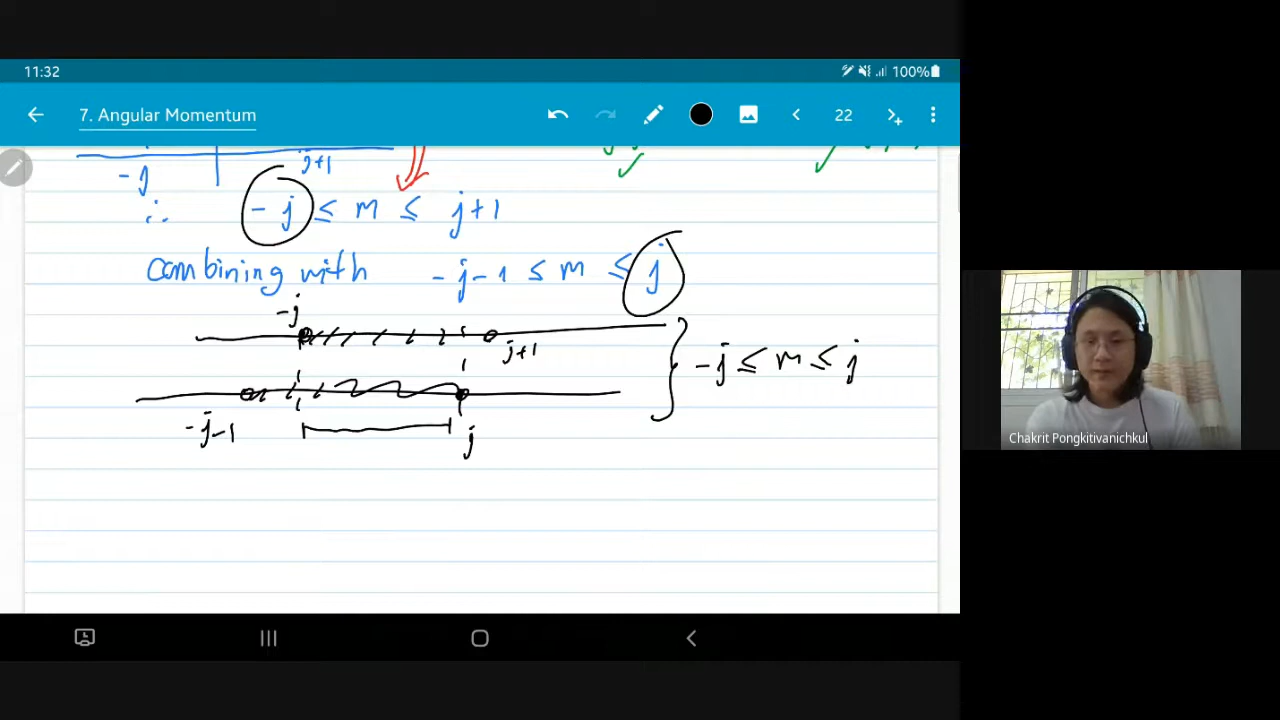 11:32
100%
7. Angular Momentum
22
-j
j+1
∴ -j ≤ m ≤ j+1
combining with -j-1 ≤ m ≤ j
-j
j+1
-j ≤ m ≤ j
-j-1
j
Chakrit Pongkitivanichkul